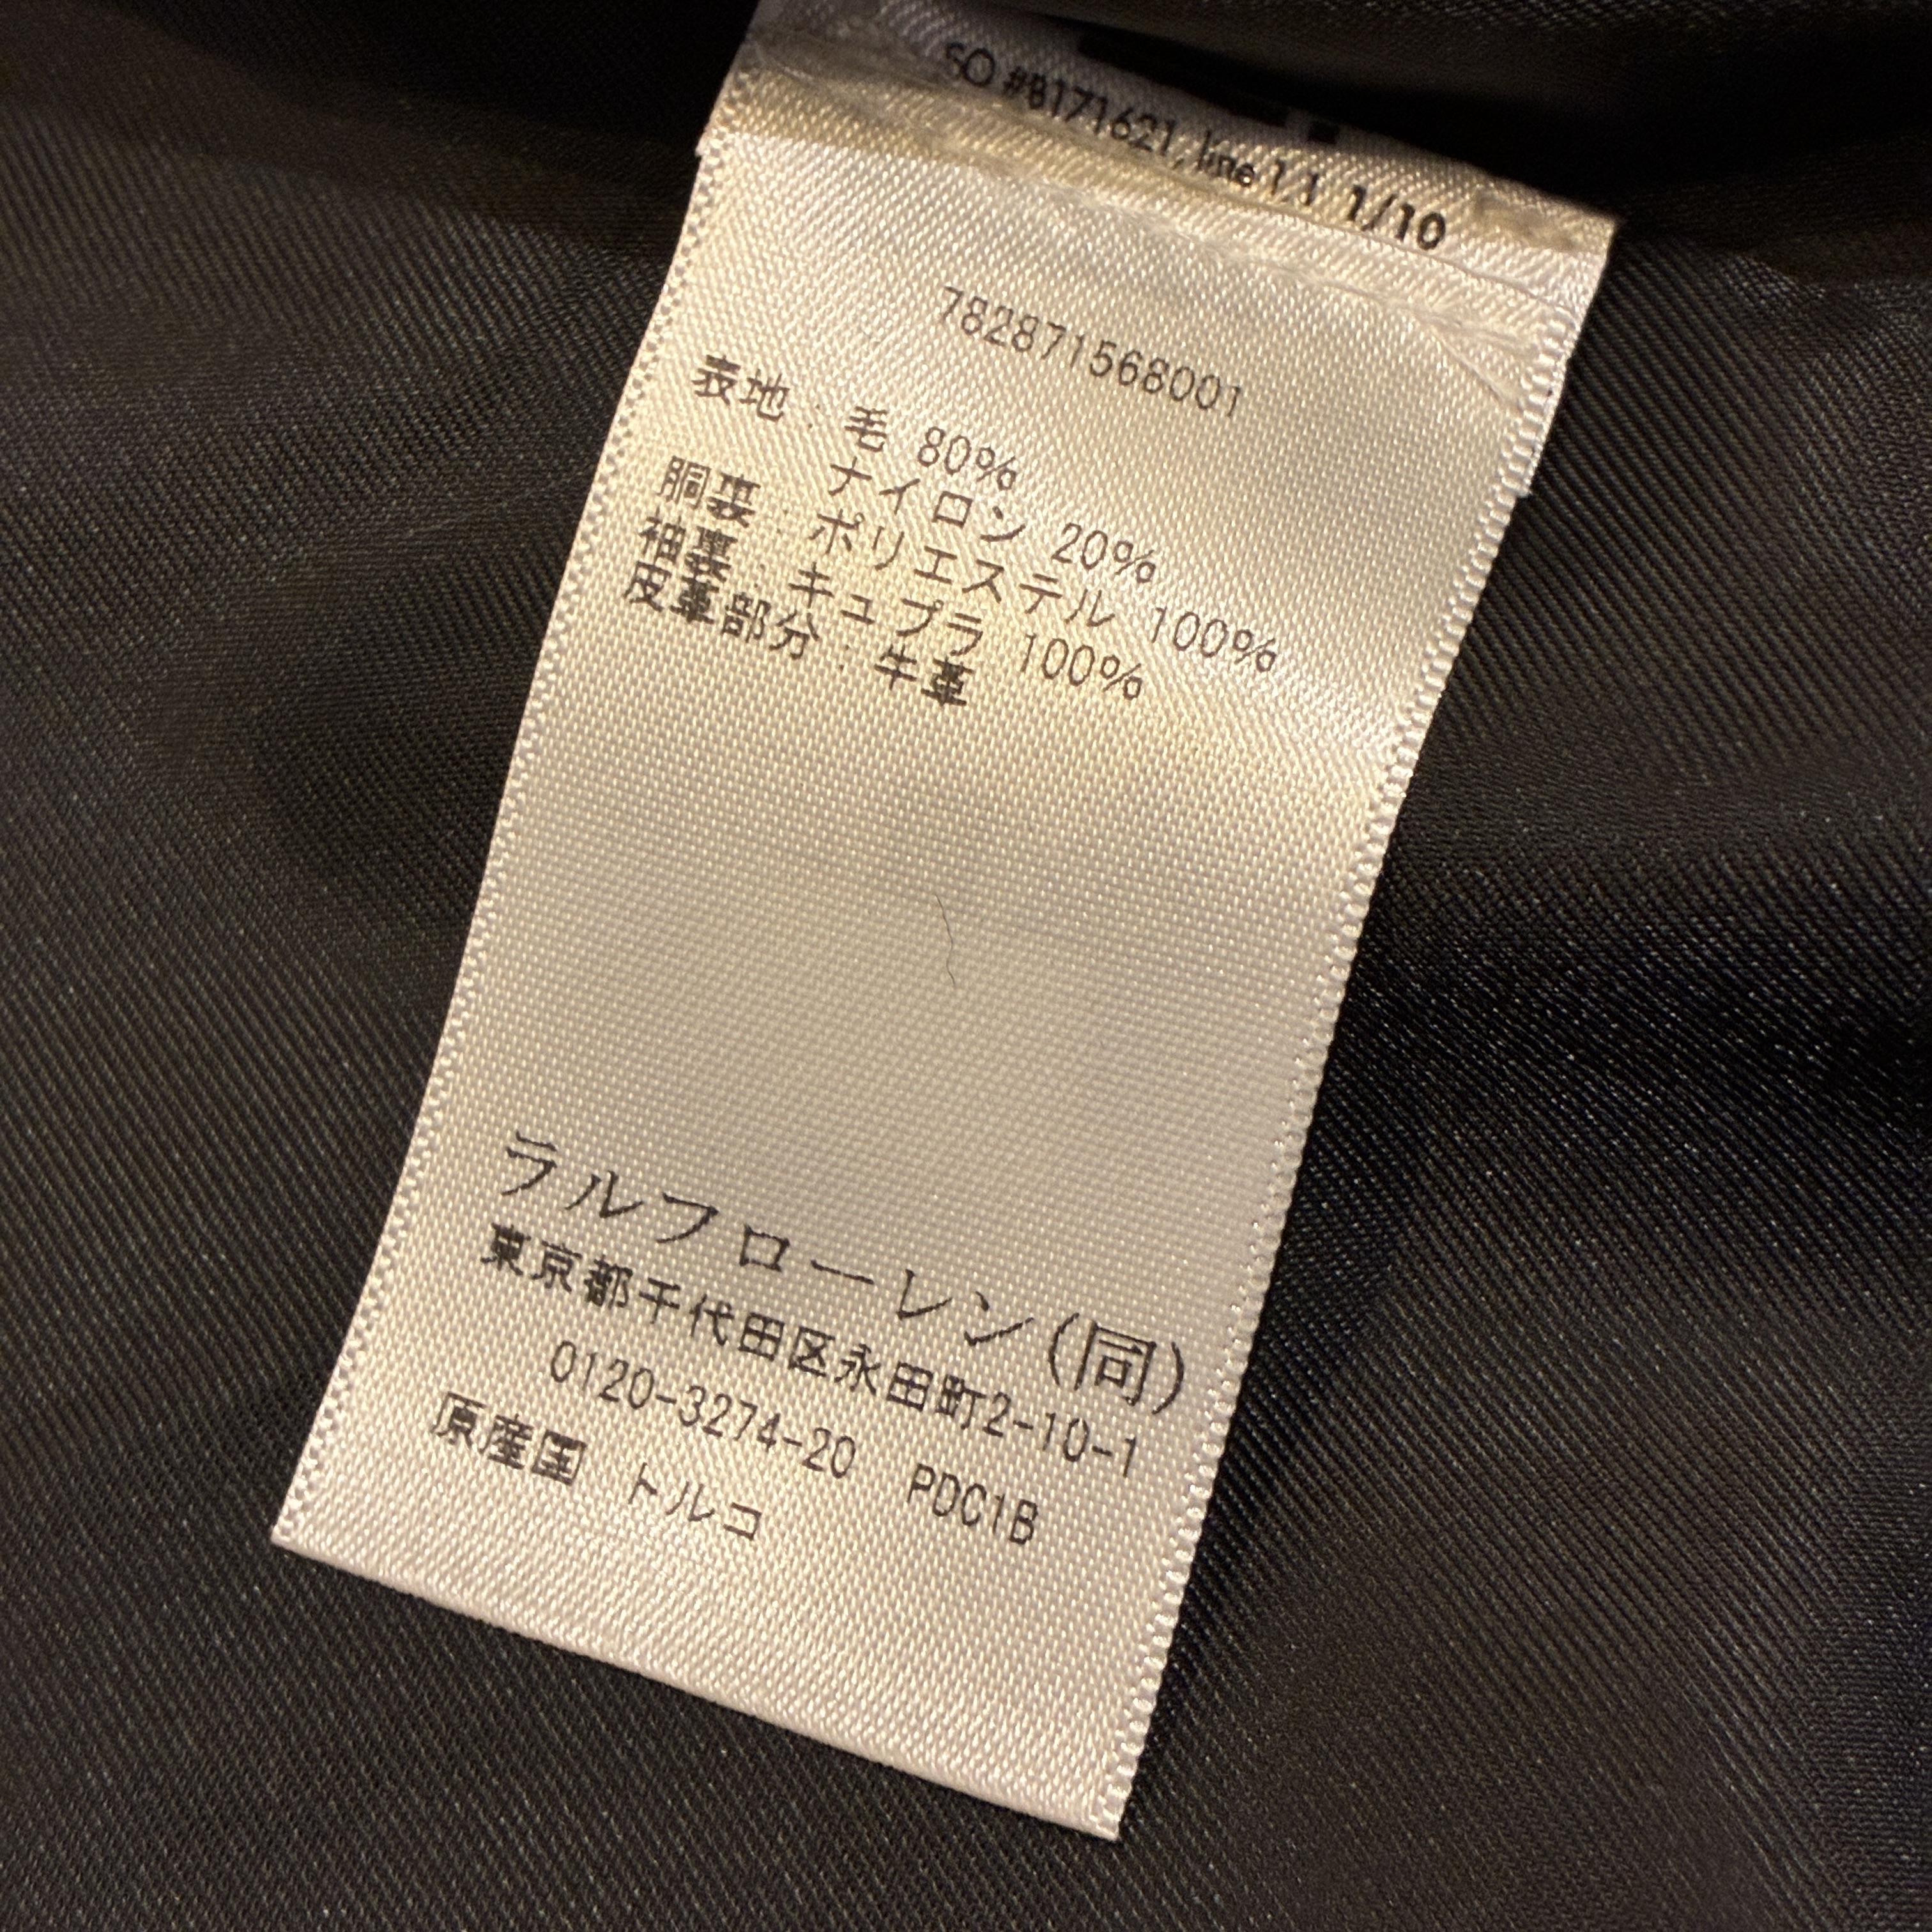 SO #8171621, line 1 | 1/10
782871568001
表地 : 毛 80%
ナイロン 20%
胴裏 : ポリエステル 100%
袖裏 : キュプラ 100%
皮革部分 : 牛革
ラルフローレン(同)
東京都千代田区永田町2-10-1
0120-3274-20 PDC1B
原産国 トルコ